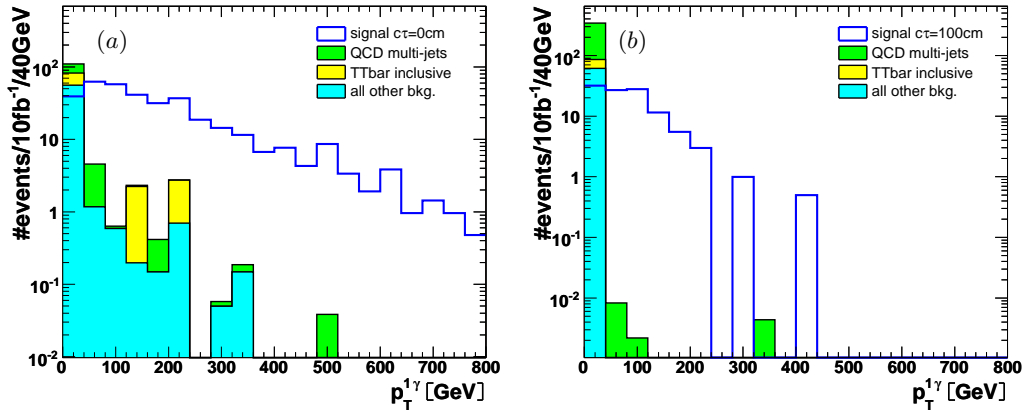 (a)
signal cτ=0cm
QCD multi-jets
TTbar inclusive
all other bkg.
#events/10fb⁻¹/40GeV
10²
10
1
10⁻¹
10⁻²
0 100 200 300 400 500 600 700 800
p_T^{1γ} [GeV]
(b)
signal cτ=100cm
QCD multi-jets
TTbar inclusive
all other bkg.
#events/10fb⁻¹/40GeV
10²
10
1
10⁻¹
10⁻²
0 100 200 300 400 500 600 700 800
p_T^{1γ} [GeV]